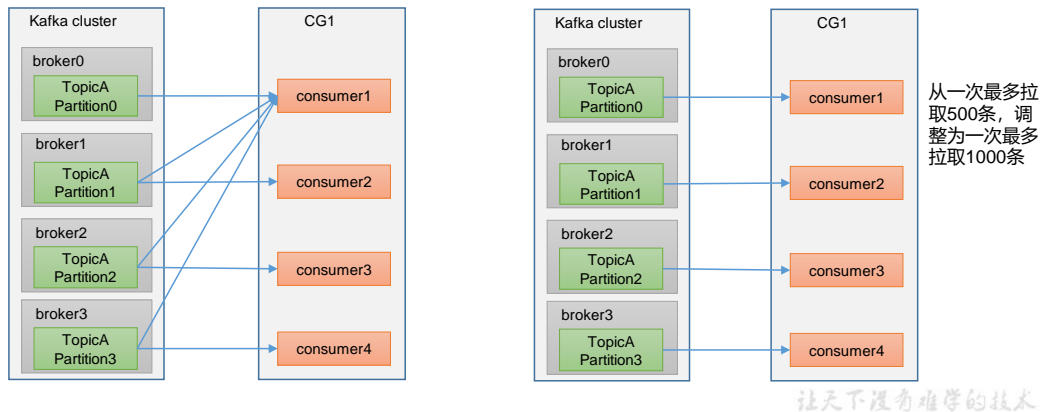 Kafka cluster
broker0
TopicA
Partition0
broker1
TopicA
Partition1
broker2
TopicA
Partition2
broker3
TopicA
Partition3
CG1
consumer1
consumer2
consumer3
consumer4
Kafka cluster
broker0
TopicA
Partition0
broker1
TopicA
Partition1
broker2
TopicA
Partition2
broker3
TopicA
Partition3
CG1
consumer1
consumer2
consumer3
consumer4
从一次最多拉
取500条，调
整为一次最多
拉取1000条
让天下没有难学的技术